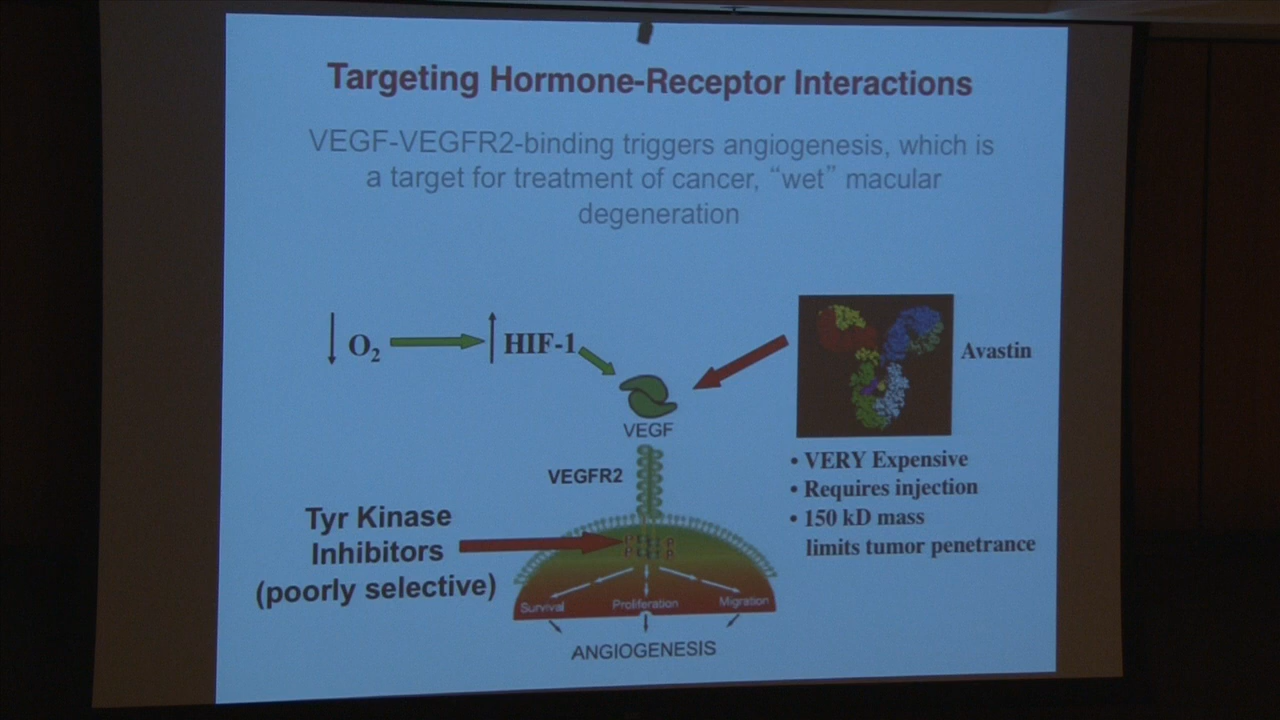 Targeting Hormone-Receptor Interactions
VEGF-VEGFR2-binding triggers angiogenesis, which is
a target for treatment of cancer, “wet” macular
degeneration
↓ O₂
↑ HIF-1
Avastin
VEGF
VEGFR2
• VERY Expensive
• Requires injection
• 150 kD mass
limits tumor penetrance
Tyr Kinase
Inhibitors
(poorly selective)
P P
P P
Survival
Proliferation
Migration
ANGIOGENESIS